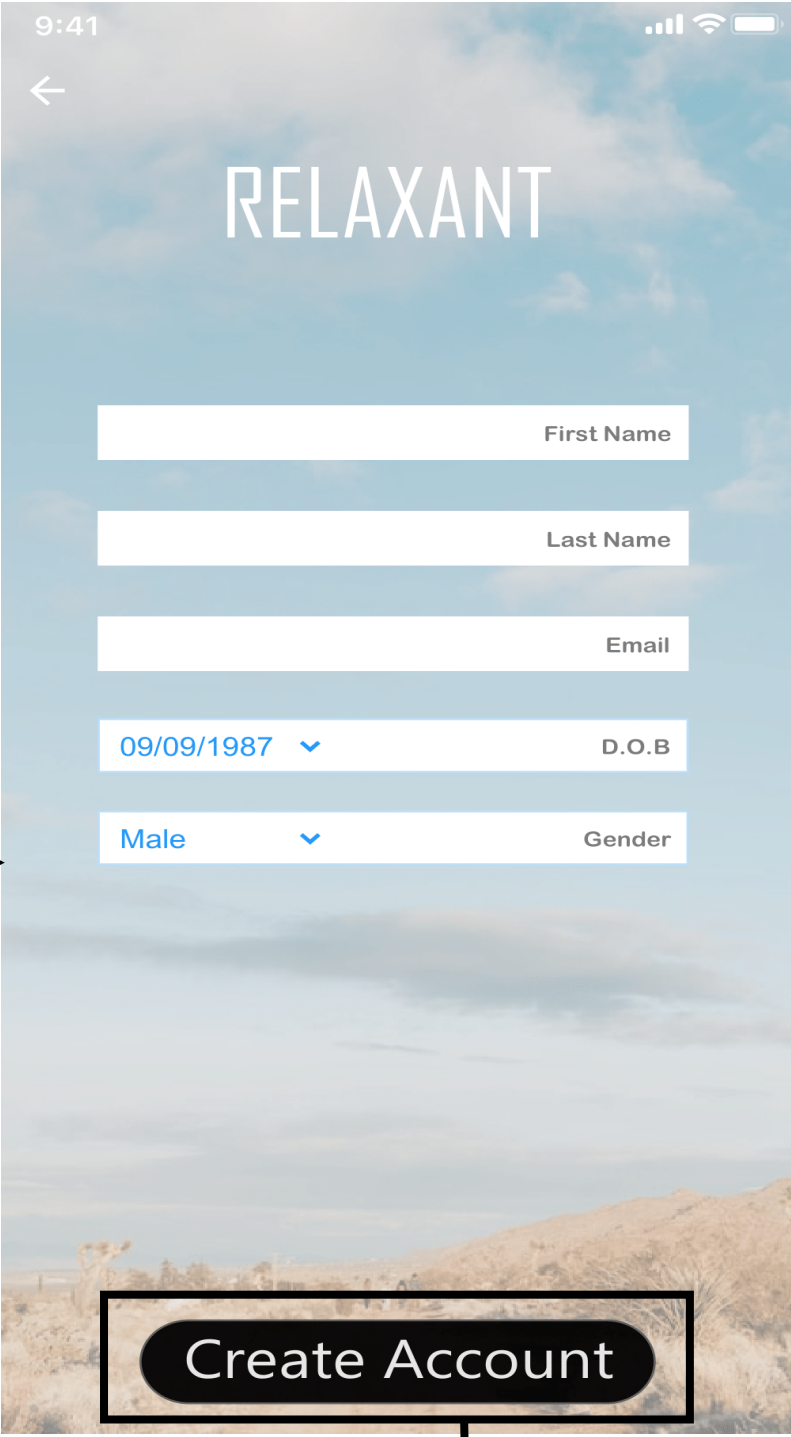 9:41
RELAXANT
First Name
Last Name
Email
09/09/1987 D.O.B
Male Gender
Create Account